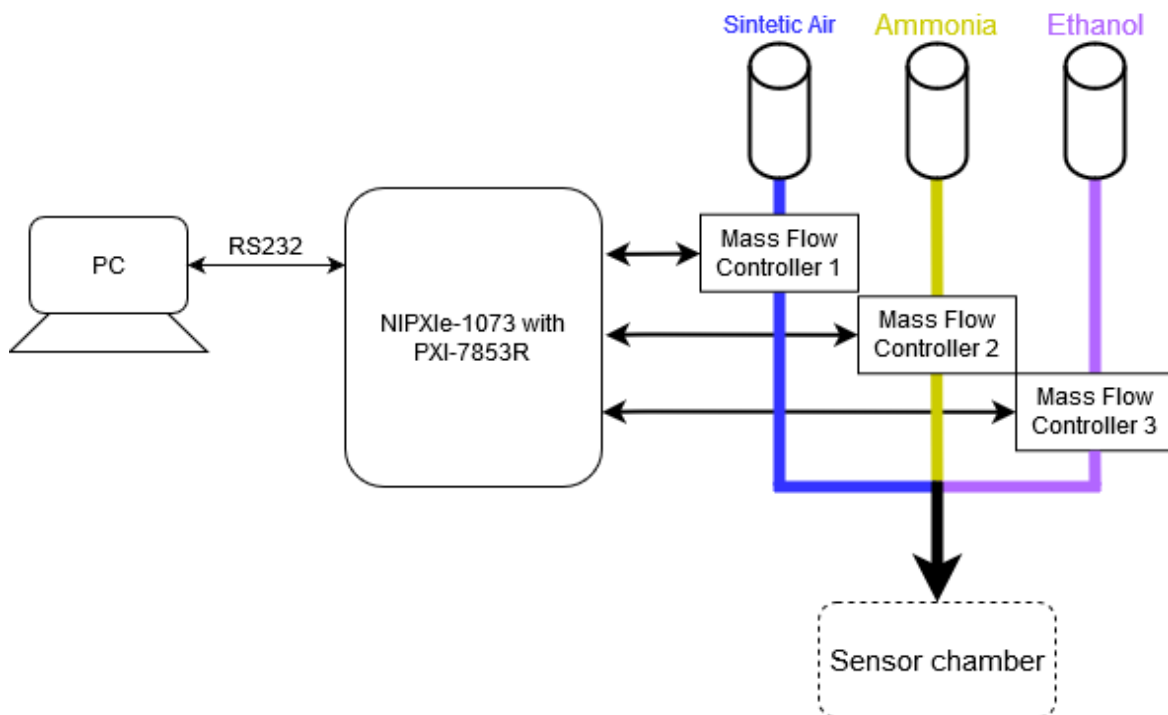 Sintetic Air
Ammonia
Ethanol
PC
RS232
NIPXIe-1073 with
PXI-7853R
Mass Flow
Controller 1
Mass Flow
Controller 2
Mass Flow
Controller 3
Sensor chamber